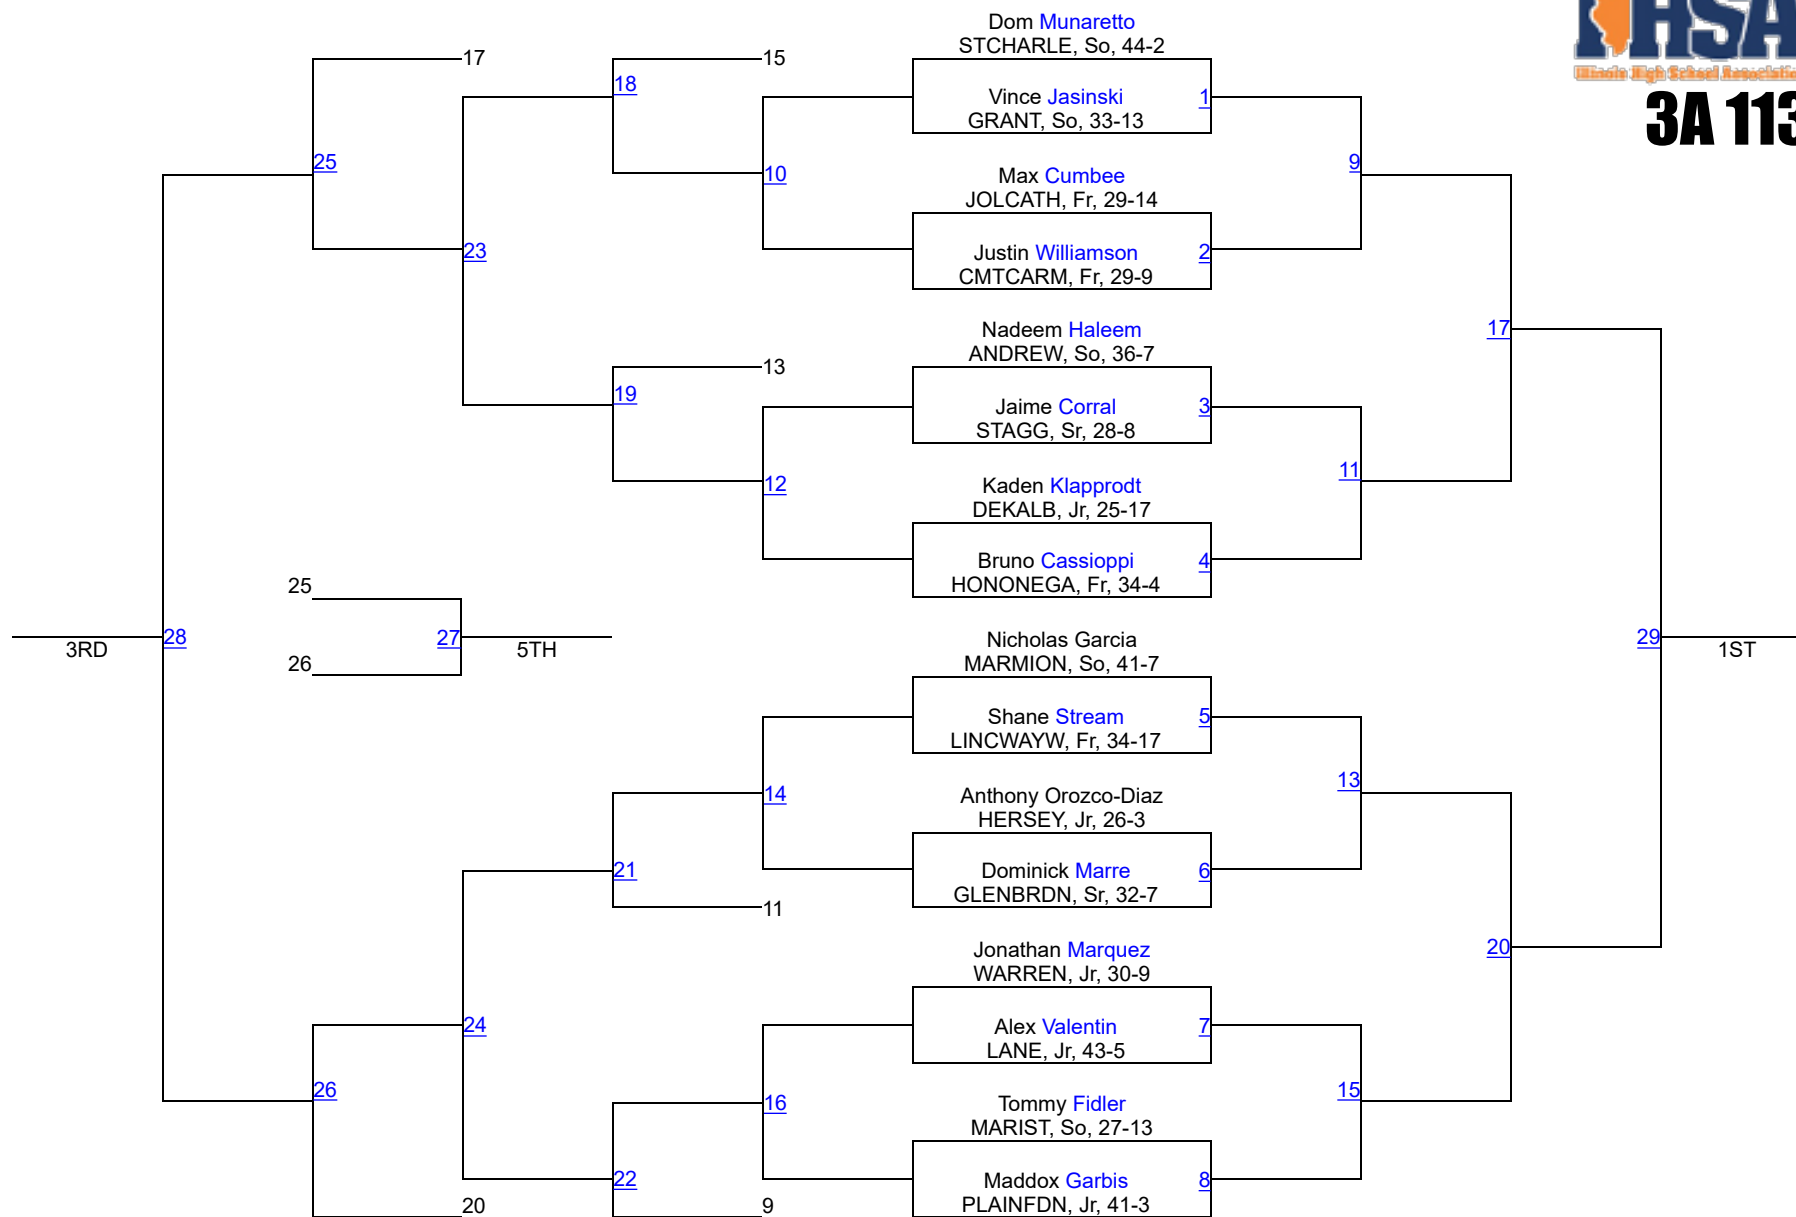 HSA
Illinois High School Associatio
3A 113
Dom Munaretto
STCHARLE, So, 44-2
17
15
18
Vince Jasinski
1
GRANT, So, 33-13
25
10
Max Cumbee
9
JOLCATH, Fr, 29-14
23
Justin Williamson
2
CMTCARM, Fr, 29-9
Nadeem Haleem
17
ANDREW, So, 36-7
13
19
Jaime Corral
3
STAGG, Sr, 28-8
12
Kaden Klapprodt
11
DEKALB, Jr, 25-17
Bruno Cassioppi
4
HONONEGA, Fr, 34-4
25
28
27
Nicholas Garcia
29
3RD
5TH
1ST
26
MARMION, So, 41-7
Shane Stream
5
LINCWAYW, Fr, 34-17
14
Anthony Orozco-Diaz
13
HERSEY, Jr, 26-3
21
Dominick Marre
6
GLENBRDN, Sr, 32-7
11
Jonathan Marquez
20
WARREN, Jr, 30-9
24
Alex Valentin
7
LANE, Jr, 43-5
26
16
Tommy Fidler
15
MARIST, So, 27-13
22
Maddox Garbis
8
PLAINFDN, Jr, 41-3
20
9